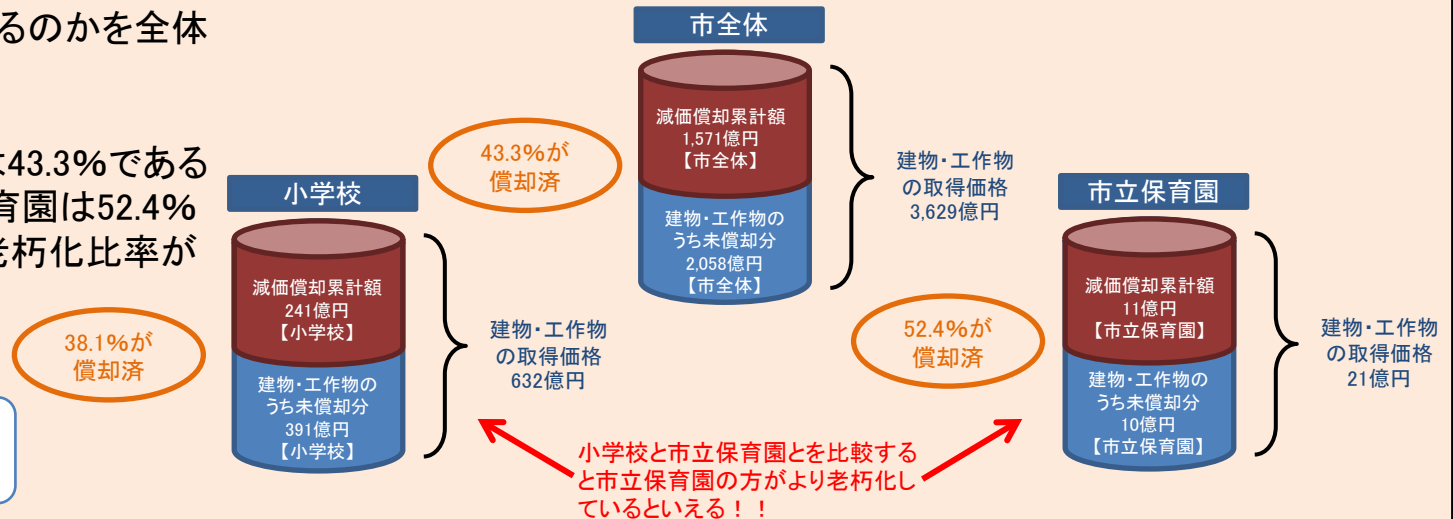 るのかを全体
は43.3%である
育園は52.4%
老朽化比率が
市全体
減価償却累計額
1,571億円
【市全体】
建物・工作物の
うち未償却分
2,058億円
【市全体】
43.3%が
償却済
建物・工作物
の取得価格
3,629億円
小学校
減価償却累計額
241億円
【小学校】
建物・工作物の
うち未償却分
391億円
【小学校】
38.1%が
償却済
建物・工作物
の取得価格
632億円
市立保育園
減価償却累計額
11億円
【市立保育園】
建物・工作物の
うち未償却分
10億円
【市立保育園】
52.4%が
償却済
建物・工作物
の取得価格
21億円
小学校と市立保育園とを比較する
と市立保育園の方がより老朽化し
ているといえる！！